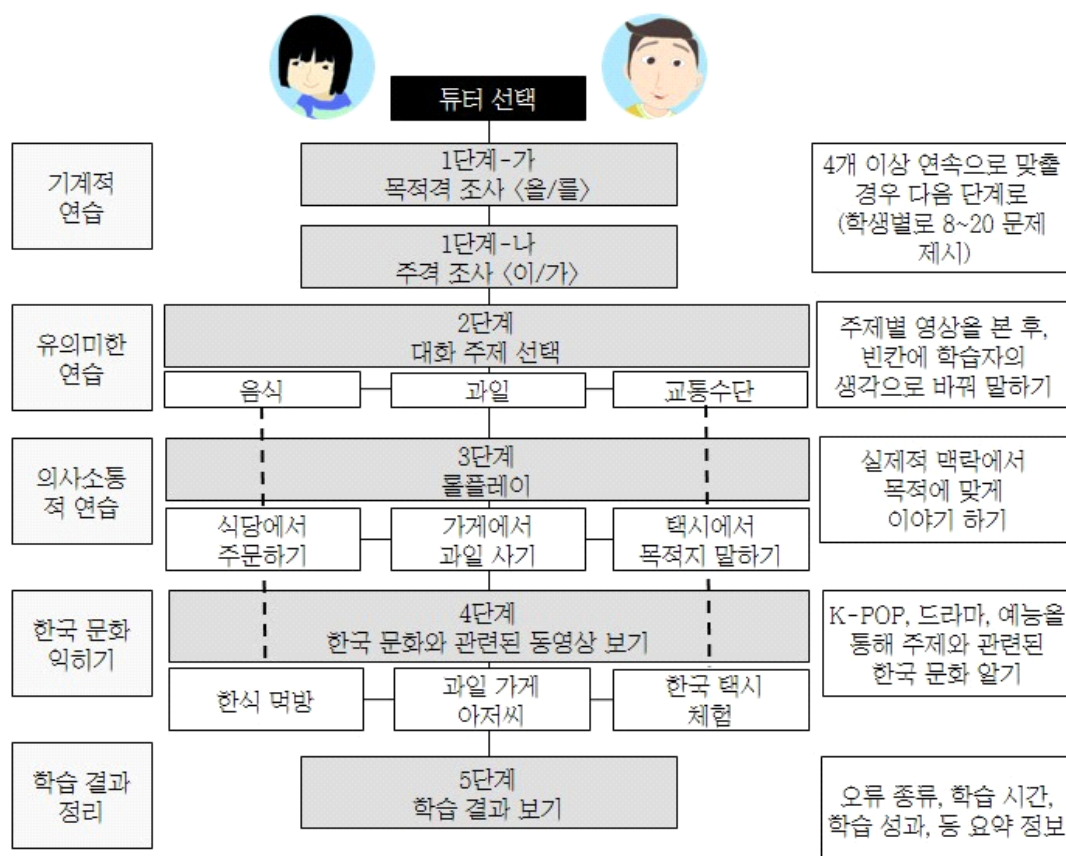 튜터 선택
기계적
연습
1단계-가
목적격 조사 〈을/를〉
1단계-나
주격 조사 〈이/가〉
4개 이상 연속으로 맞출
경우 다음 단계로
(학생별로 8~20 문제
제시)
유의미한
연습
2단계
대화 주제 선택
음식
과일
교통수단
주제별 영상을 본 후,
빈칸에 학습자의
생각으로 바꿔 말하기
의사소통
적 연습
3단계
롤플레이
식당에서
주문하기
가게에서
과일 사기
택시에서
목적지 말하기
실제적 맥락에서
목적에 맞게
이야기 하기
한국 문화
익히기
4단계
한국 문화와 관련된 동영상 보기
한식 먹방
과일 가게
아저씨
한국 택시
체험
K-POP, 드라마, 예능을
통해 주제와 관련된
한국 문화 알기
학습 결과
정리
5단계
학습 결과 보기
오류 종류, 학습 시간,
학습 성과, 등 요약 정보